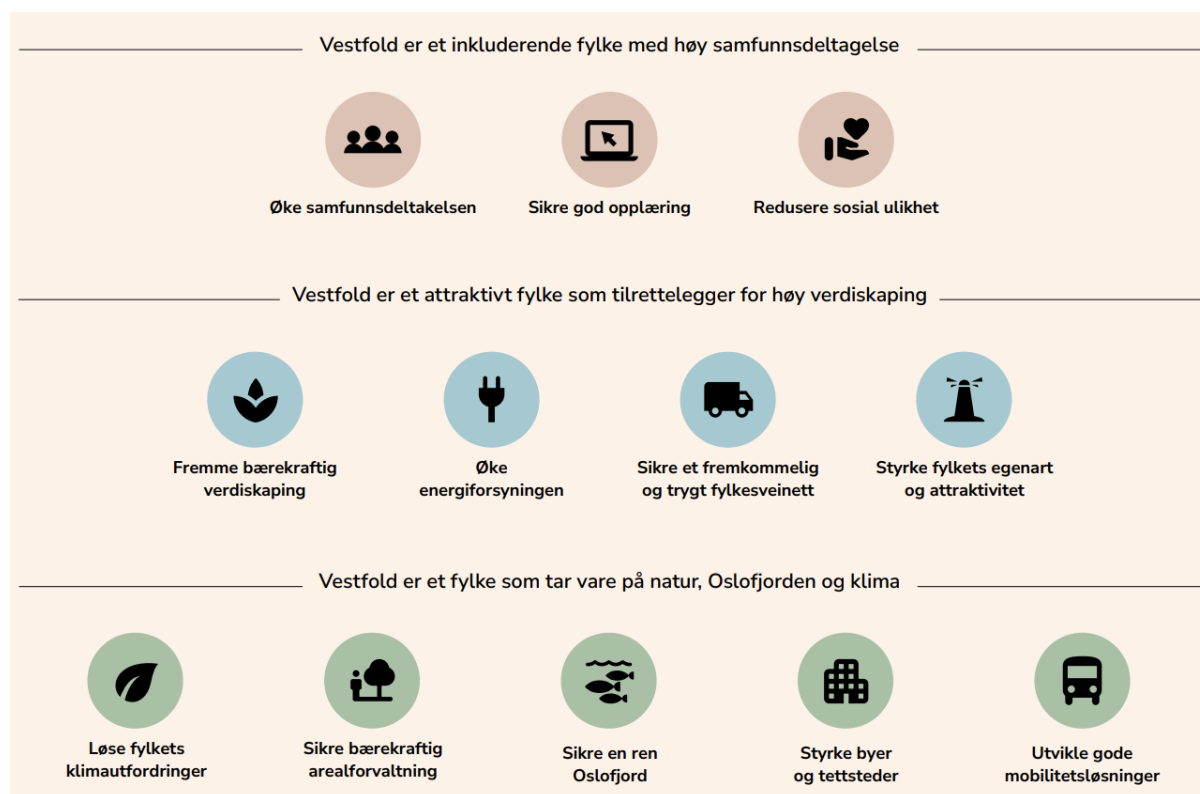 Vestfold er et inkluderende fylke med høy samfunnsdeltagelse
Øke samfunnsdeltakelsen
Sikre god opplæring
Redusere sosial ulikhet
Vestfold er et attraktivt fylke som tilrettelegger for høy verdiskaping
Fremme bærekraftig
verdiskaping
Øke
energiforsyningen
Sikre et fremkommelig
og trygt fylkesveinett
Styrke fylkets egenart
og attraktivitet
Vestfold er et fylke som tar vare på natur, Oslofjorden og klima
Løse fylkets
klimautfordringer
Sikre bærekraftig
arealforvaltning
Sikre en ren
Oslofjord
Styrke byer
og tettsteder
Utvikle gode
mobilitetsløsninger